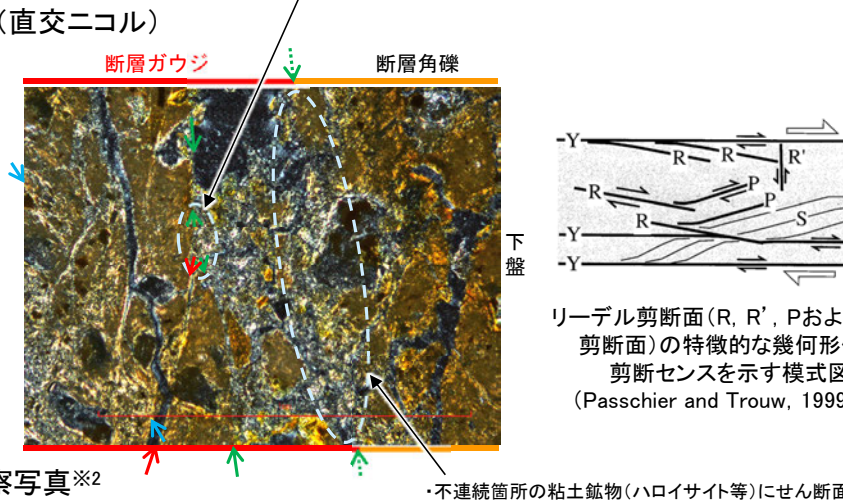 (直交ニコル)
断層ガウジ
断層角礫
下盤
Y
R
R
R'
R
P
P
R
S
Y
Y
リーデル剪断面(R, R’, Pおよ
剪断面)の特徴的な幾何形
剪断センスを示す模式図
(Passchier and Trouw, 1999
察写真※2
・不連続箇所の粘土鉱物(ハロイサイト等)にせん断面